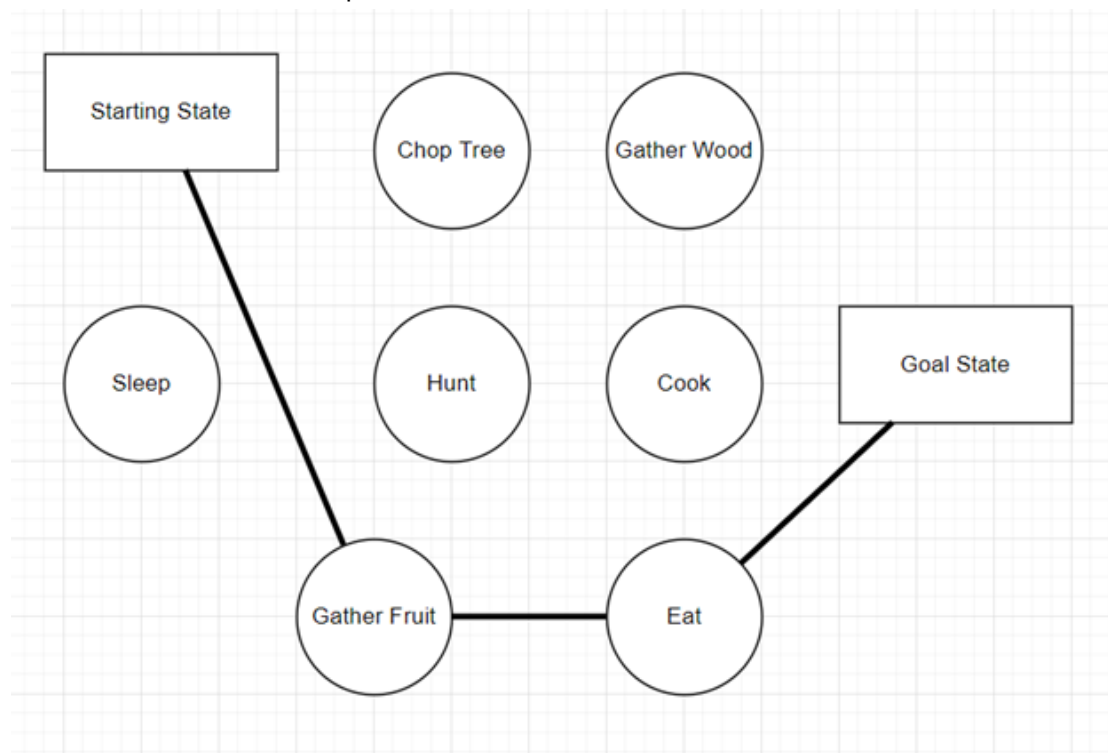 Starting State
Chop Tree
Gather Wood
Sleep
Hunt
Cook
Goal State
Gather Fruit
Eat